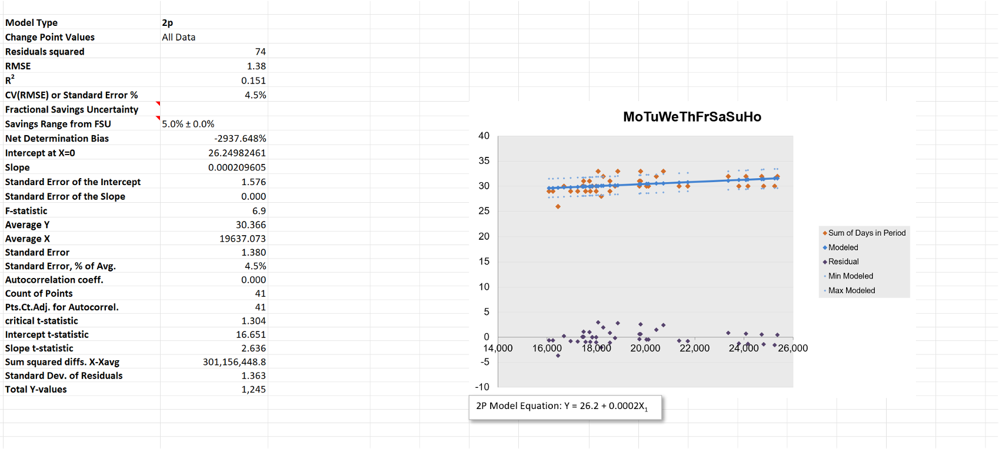 Model Type 2p
Change Point Values All Data
Residuals squared 74
RMSE 1.38
R² 0.151
CV(RMSE) or Standard Error % 4.5%
Fractional Savings Uncertainty
Savings Range from FSU 5.0% ± 0.0%
Net Determination Bias -2937.648%
Intercept at X=0 26.24982461
Slope 0.000209605
Standard Error of the Intercept 1.576
Standard Error of the Slope 0.000
F-statistic 6.9
Average Y 30.366
Average X 19637.073
Standard Error 1.380
Standard Error, % of Avg. 4.5%
Autocorrelation coeff. 0.000
Count of Points 41
Pts.Ct.Adj. for Autocorrel. 41
critical t-statistic 1.304
Intercept t-statistic 16.651
Slope t-statistic 2.636
Sum squared diffs. X-Xavg 301,156,448.8
Standard Dev. of Residuals 1.363
Total Y-values 1,245
MoTuWeThFrSaSuHo
40
35
30
25
20
15
10
5
0
-5
-10
14,000 16,000 18,000 20,000 22,000 24,000 26,000
Sum of Days in Period
Modeled
Residual
Min Modeled
Max Modeled
2P Model Equation: Y = 26.2 + 0.0002X₁